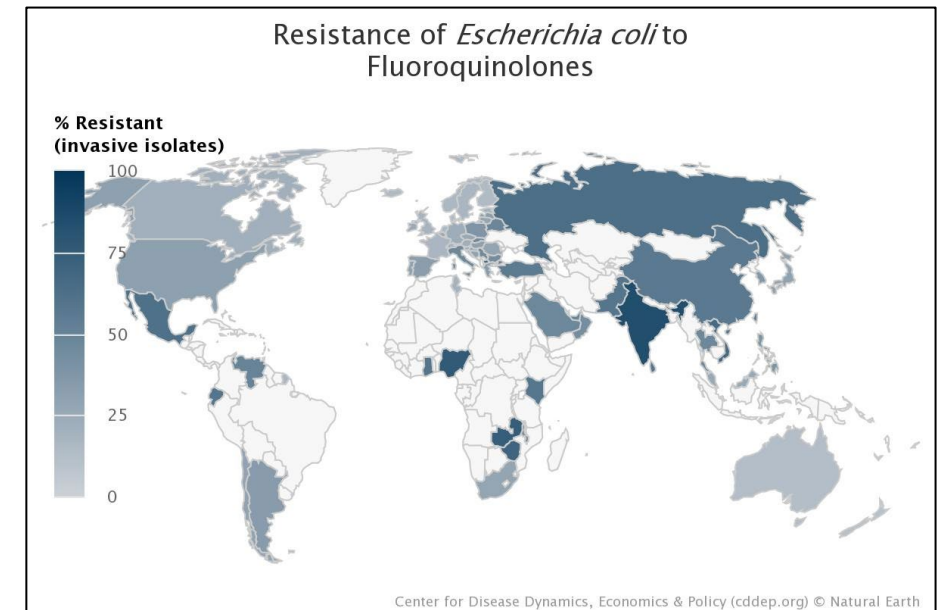 Resistance of Escherichia coli to
Fluoroquinolones
% Resistant
(invasive isolates)
100
75
50
25
0
Center for Disease Dynamics, Economics & Policy (cddep.org) © Natural Earth